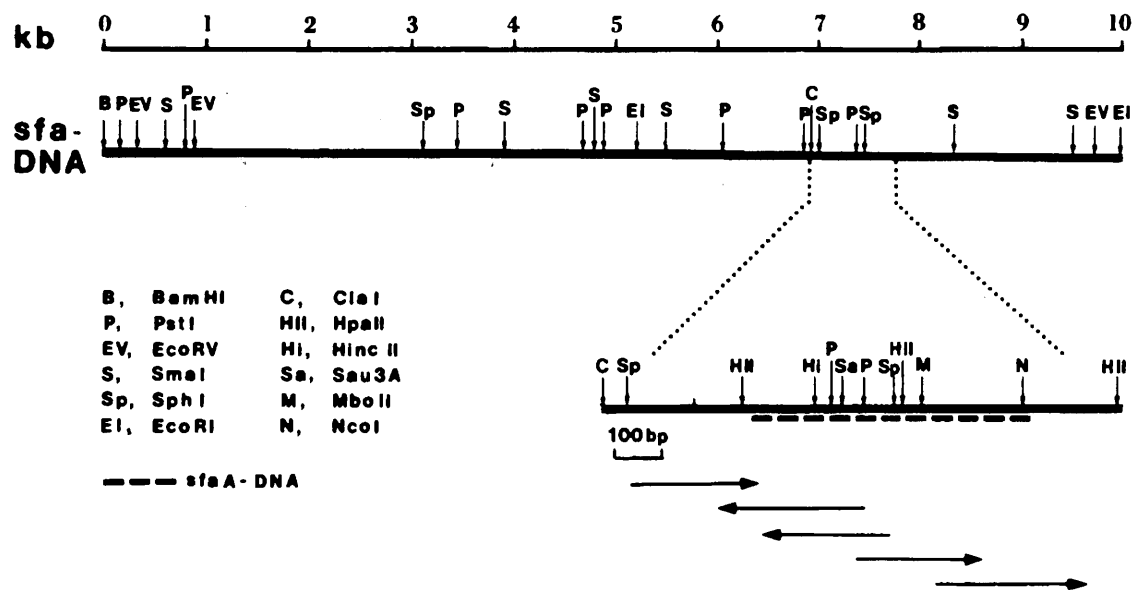 kb 0 1 2 3 4 5 6 7 8 9 10
P S C
B P EV S EV Sp P S P P EI S P P Sp P Sp S S EV EI
sfa-
DNA
B, BamHI C, ClaI
P, PstI HII, HpaII
EV, EcoRV Hi, Hinc II
S, SmaI Sa, Sau3A
Sp, Sph I M, MboII
EI, EcoRI N, NcoI
sfaA-DNA
P HII
C Sp HII Hi Sa P Sp M N HII
100bp